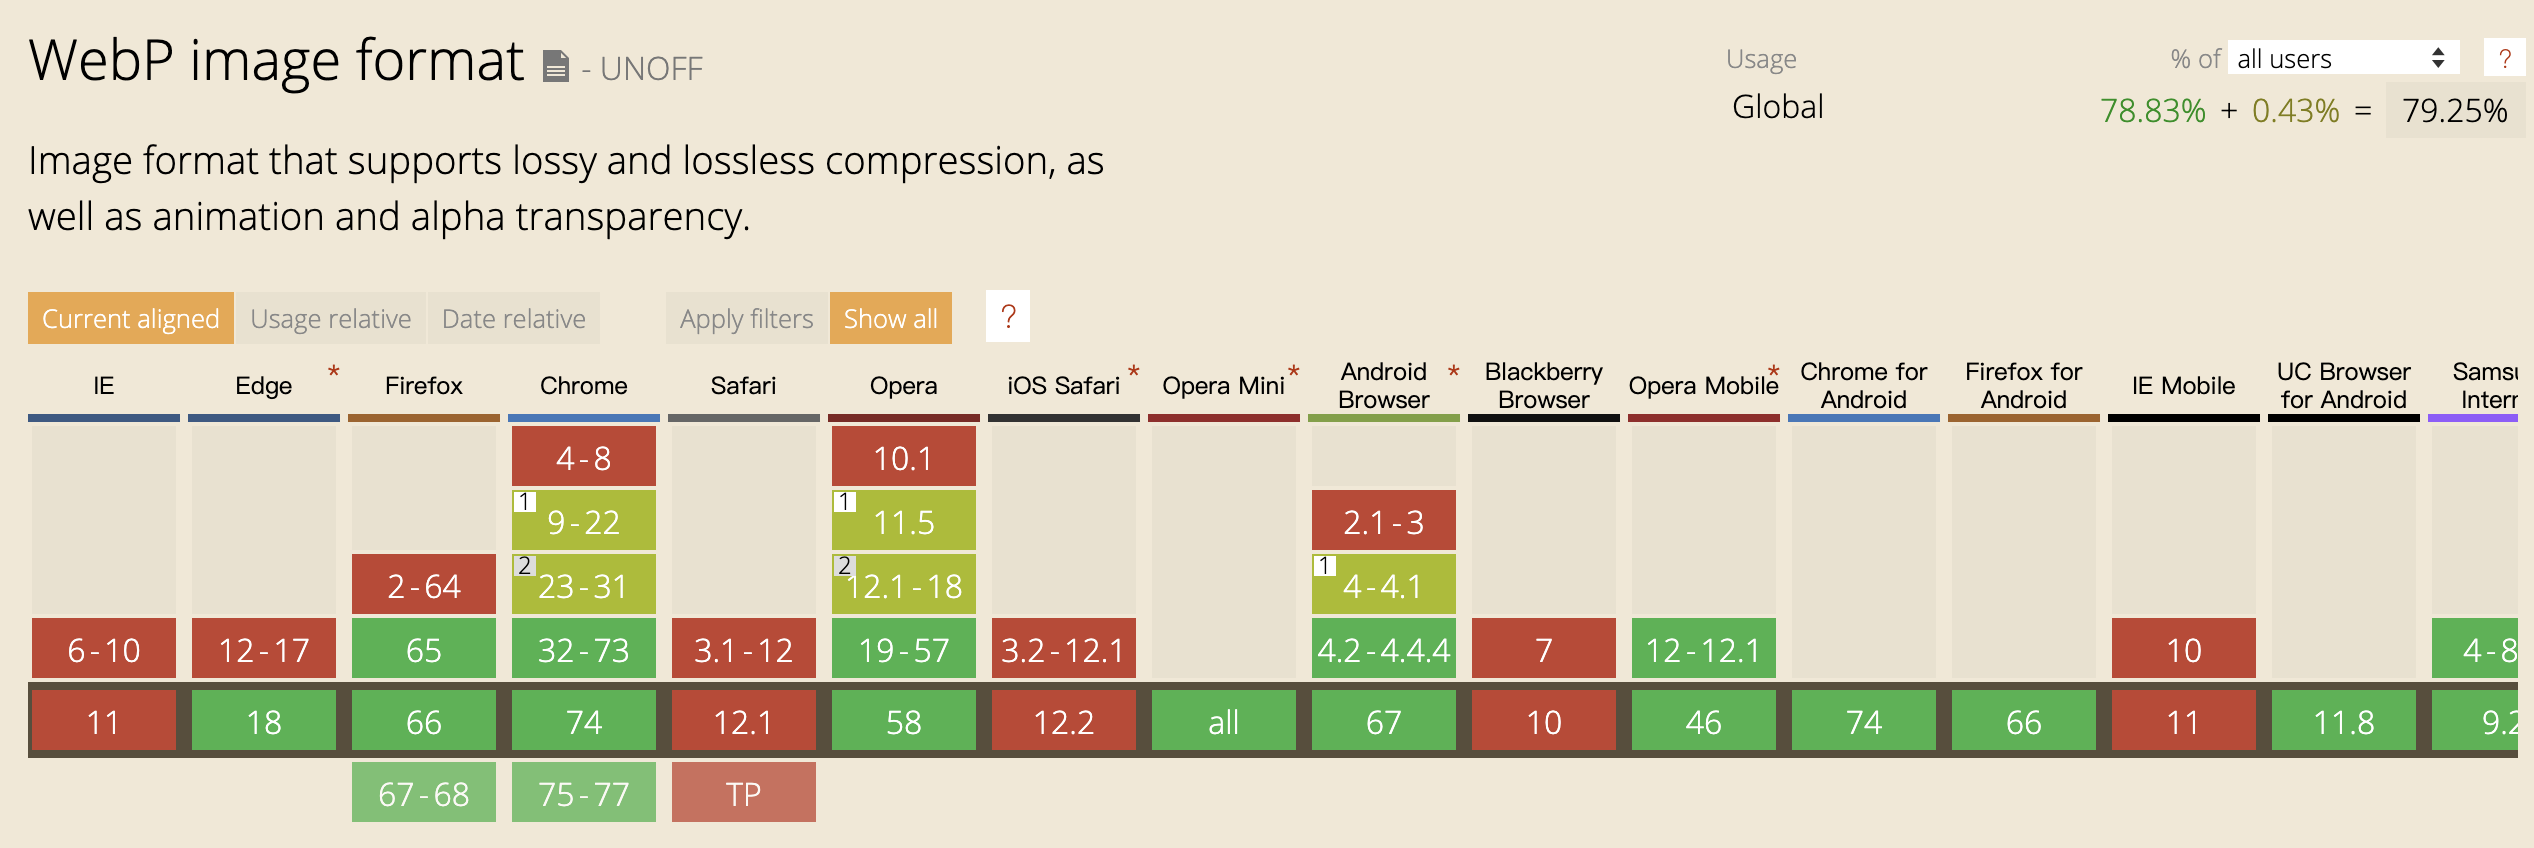 WebP image format - UNOFF
Usage % of all users ?
Global 78.83% + 0.43% = 79.25%
Image format that supports lossy and lossless compression, as
well as animation and alpha transparency.
Current aligned Usage relative Date relative Apply filters Show all ?
IE Edge * Firefox Chrome Safari Opera iOS Safari * Opera Mini * Android Browser * Blackberry Browser Opera Mobile * Chrome for Android Firefox for Android IE Mobile UC Browser for Android
4-8 10.1
1 9-22 1 11.5 2.1-3
2-64 2 23-31 2 12.1-18 1 4-4.1
6-10 12-17 65 32-73 3.1-12 19-57 3.2-12.1 4.2-4.4.4 7 12-12.1 10 4-8
11 18 66 74 12.1 58 12.2 all 67 10 46 74 66 11 11.8 9.2
67-68 75-77 TP